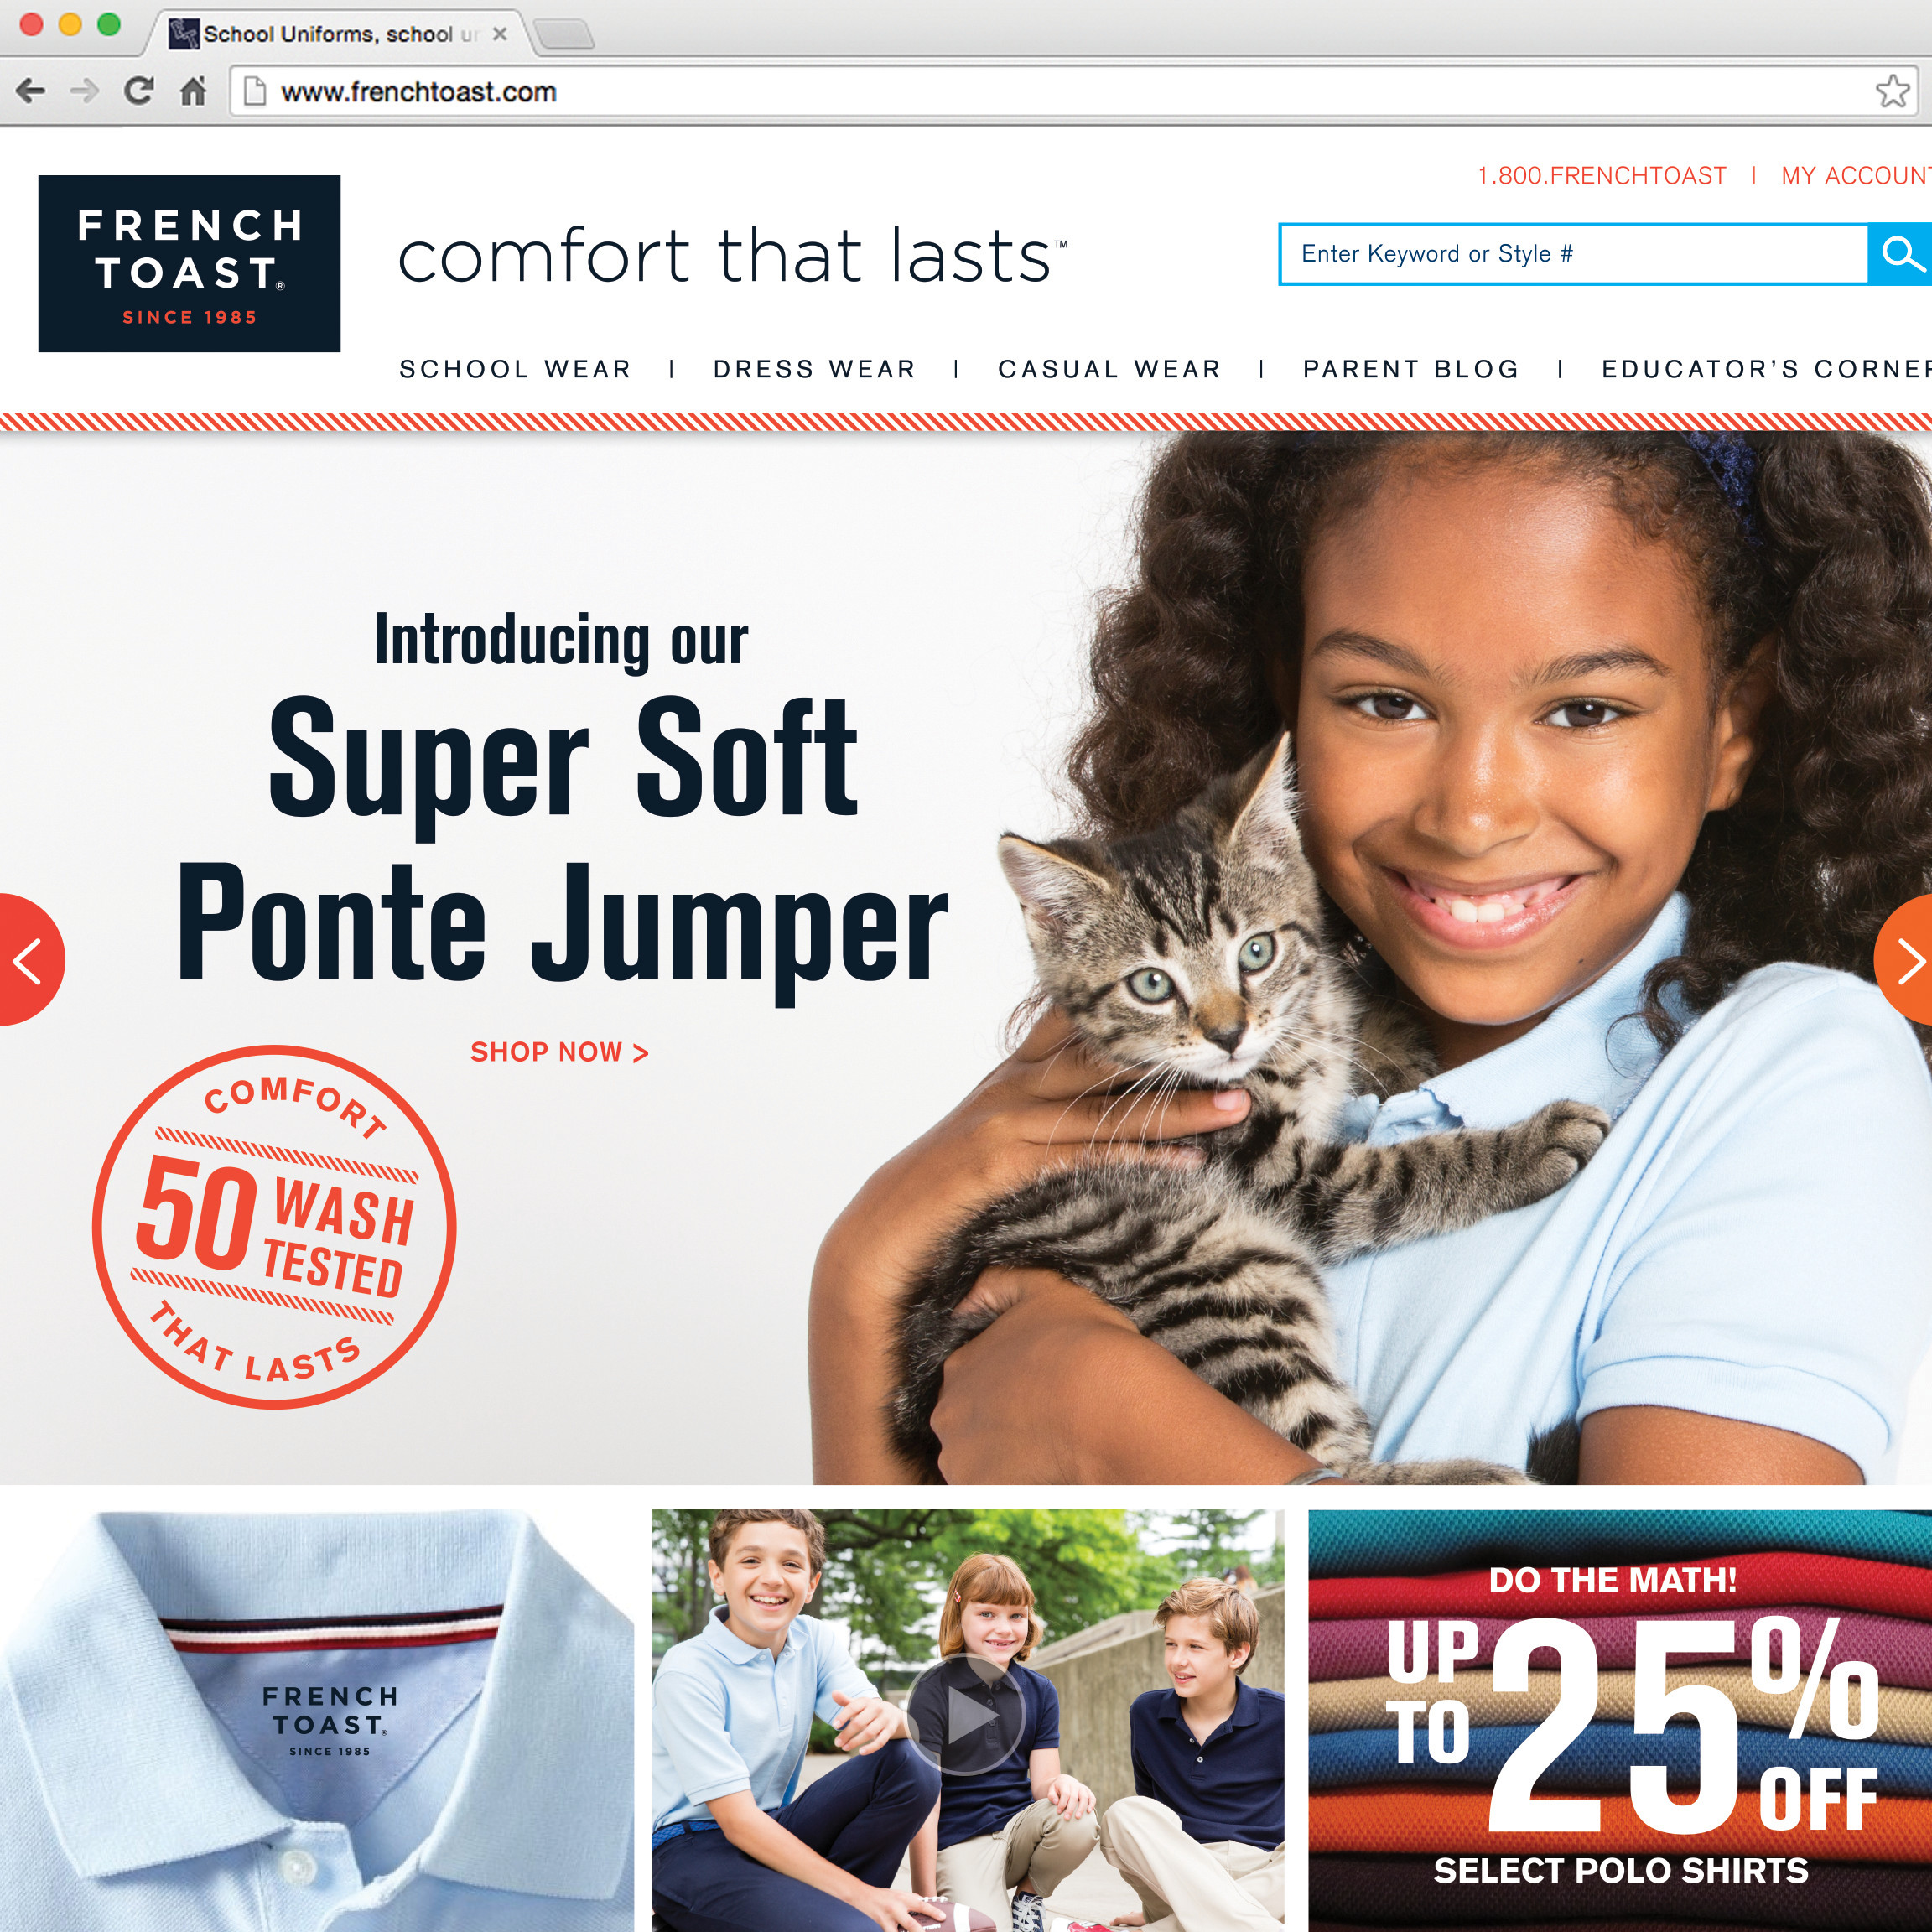 School Uniforms, school un
www.frenchtoast.com
1.800.FRENCHTOAST | MY ACCOUNT
FRENCH
TOAST®
SINCE 1985
comfort that lasts™
Enter Keyword or Style #
SCHOOL WEAR | DRESS WEAR | CASUAL WEAR | PARENT BLOG | EDUCATOR'S CORNER
Introducing our
Super Soft
Ponte Jumper
SHOP NOW >
COMFORT
50 WASH
TESTED
THAT LASTS
FRENCH
TOAST®
SINCE 1985
DO THE MATH!
UP
TO
25%
OFF
SELECT POLO SHIRTS